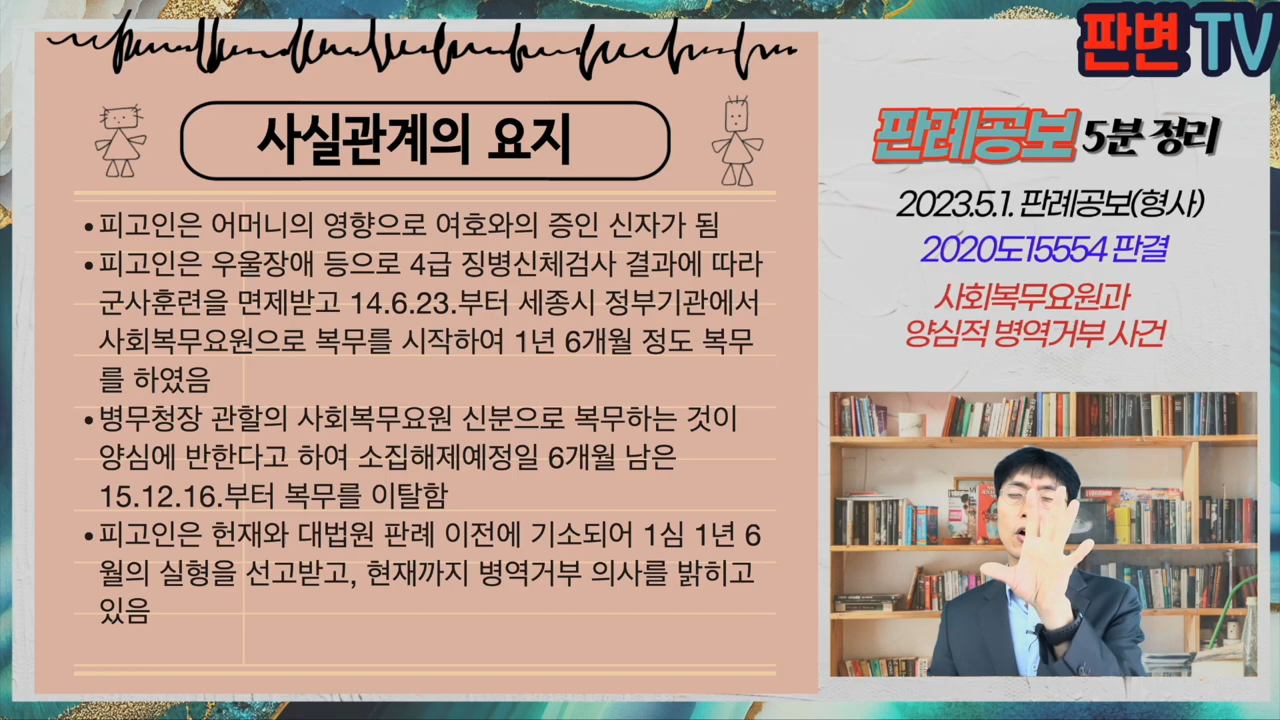 판변 TV
사실관계의 요지
•피고인은 어머니의 영향으로 여호와의 증인 신자가 됨
•피고인은 우울장애 등으로 4급 징병신체검사 결과에 따라
군사훈련을 면제받고 14.6.23.부터 세종시 정부기관에서
사회복무요원으로 복무를 시작하여 1년 6개월 정도 복무
를 하였음
•병무청장 관할의 사회복무요원 신분으로 복무하는 것이
양심에 반한다고 하여 소집해제예정일 6개월 남은
15.12.16.부터 복무를 이탈함
•피고인은 헌재와 대법원 판례 이전에 기소되어 1심 1년 6
월의 실형을 선고받고, 현재까지 병역거부 의사를 밝히고
있음
판례공보 5분 정리
2023.5.1. 판례공보(형사)
2020도15554 판결
사회복무요원과
양심적 병역거부 사건